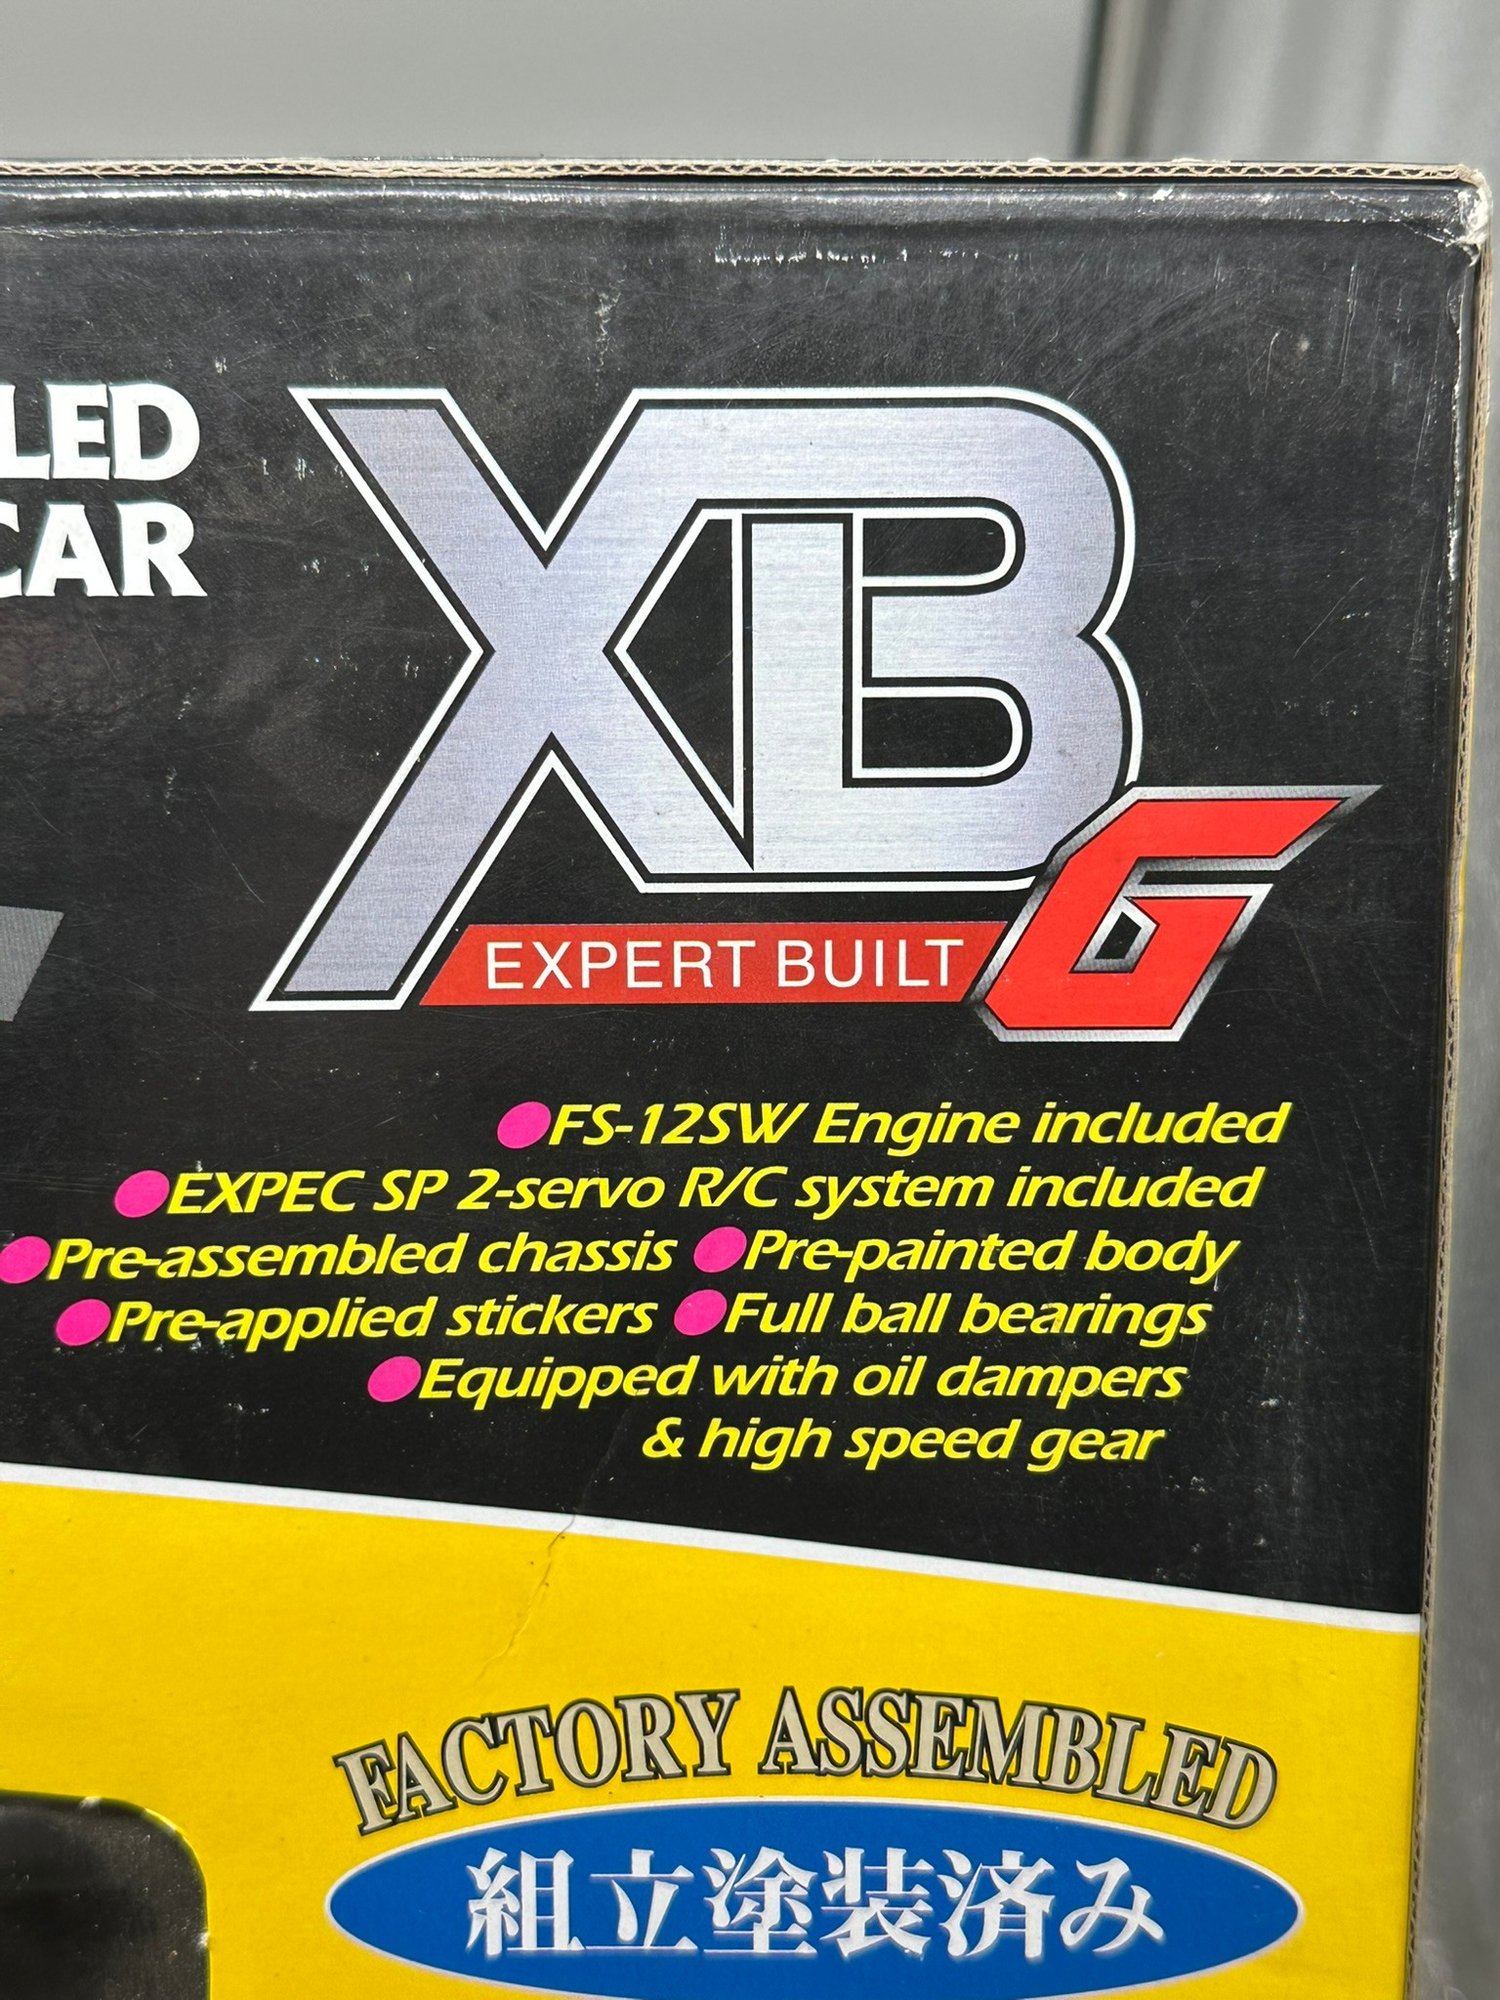 LED
CAR
XB
G
EXPERT BUILT
●FS-12SW Engine included
●EXPEC SP 2-servo R/C system included
●Pre-assembled chassis ●Pre-painted body
●Pre-applied stickers ●Full ball bearings
●Equipped with oil dampers
& high speed gear
FACTORY ASSEMBLED
組立塗装済み